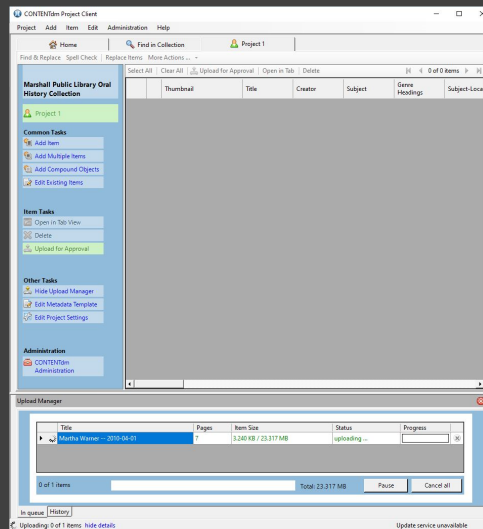 CONTENTdm Project Client
Project Add Item Edit Administration Help
Home Find in Collection Project 1
Find & Replace Spell Check Replace Items More Actions ...
Select All Clear All Upload for Approval Open in Tab Delete 0 of 0 items
Marshall Public Library Oral
History Collection
Thumbnail Title Creator Subject Genre
Headings Subject-Loca
Project 1
Common Tasks
Add Item
Add Multiple Items
Add Compound Objects
Edit Existing Items
Item Tasks
Open in Tab View
Delete
Upload for Approval
Other Tasks
Hide Upload Manager
Edit Metadata Template
Edit Project Settings
Administration
CONTENTdm
Administration
Upload Manager
Title Pages Item Size Status Progress
Martha Warner -- 2010-04-01 7 3.240 KB / 23.317 MB uploading ...
0 of 1 items Total: 23.317 MB Pause Cancel all
In queue History
Uploading: 0 of 1 items hide details Update service unavailable